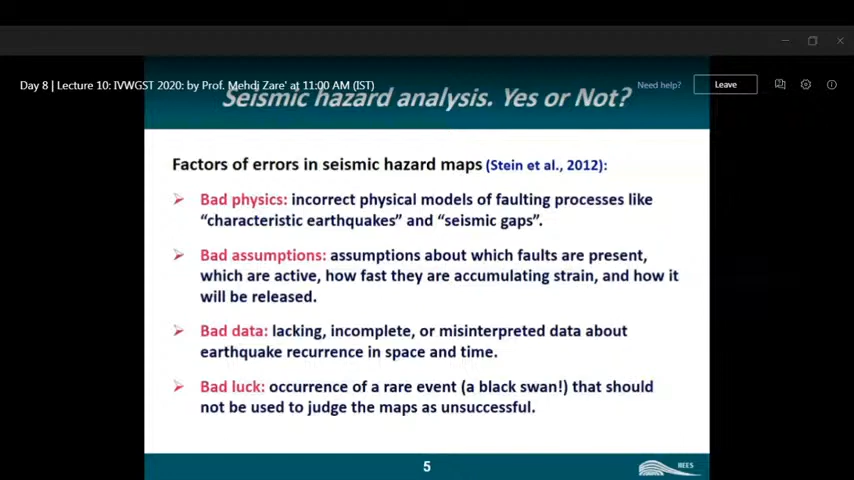 Day 8 | Lecture 10: IVWGST 2020: by Prof. Mehdi Zare' at 11:00 AM (IST)
Need help?
Leave
Seismic hazard analysis. Yes or Not?
Factors of errors in seismic hazard maps (Stein et al., 2012):
Bad physics: incorrect physical models of faulting processes like
“characteristic earthquakes” and “seismic gaps”.
Bad assumptions: assumptions about which faults are present,
which are active, how fast they are accumulating strain, and how it
will be released.
Bad data: lacking, incomplete, or misinterpreted data about
earthquake recurrence in space and time.
Bad luck: occurrence of a rare event (a black swan!) that should
not be used to judge the maps as unsuccessful.
5
IIEES